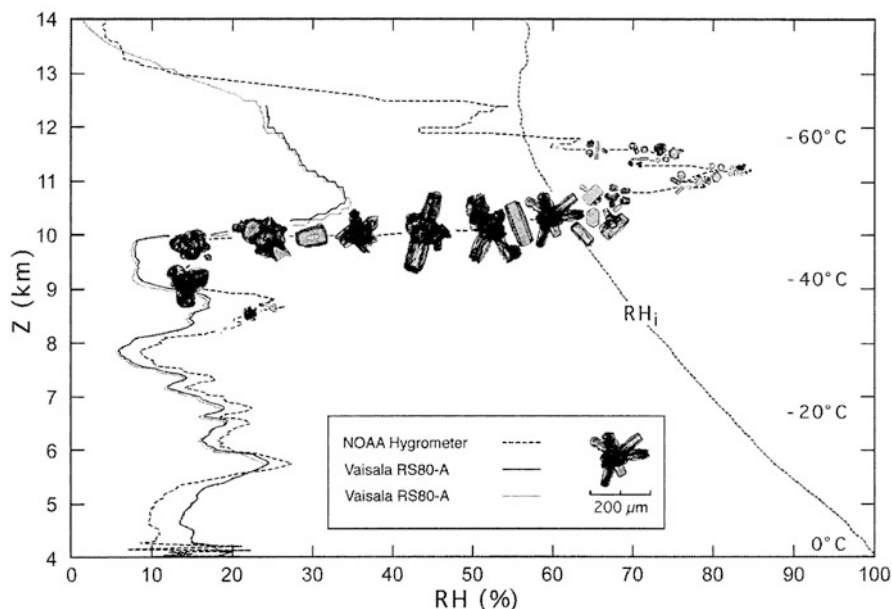 14
13
12
11
10
9
8
7
6
5
4
Z (km)
-60°C
-40°C
RHi
-20°C
0°C
NOAA Hygrometer
Vaisala RS80-A
Vaisala RS80-A
200 µm
0 10 20 30 40 50 60 70 80 90 100
RH (%)